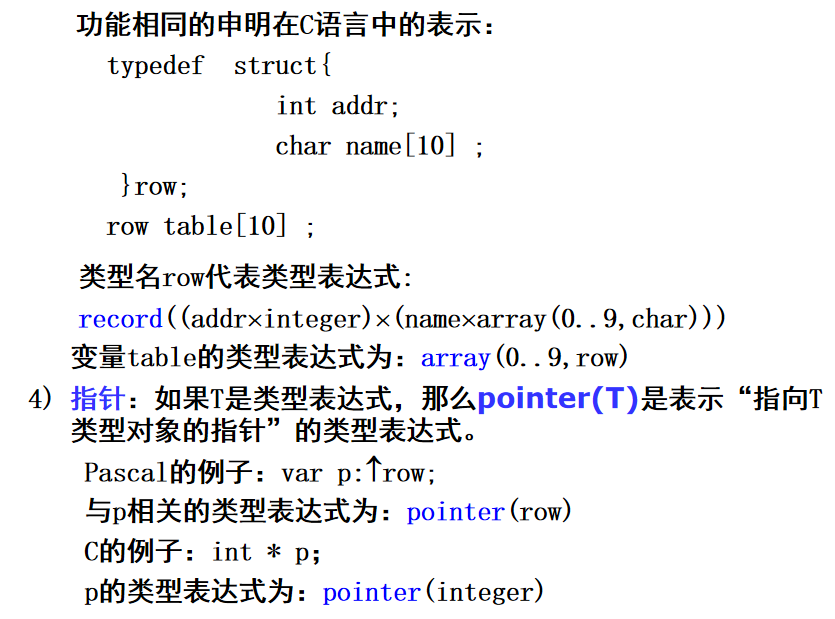 功能相同的申明在C语言中的表示：
typedef struct{
int addr;
char name[10] ;
}row;
row table[10] ;
类型名row代表类型表达式:
record((addr×integer)×(name×array(0..9,char)))
变量table的类型表达式为：array(0..9,row)
4) 指针：如果T是类型表达式，那么pointer(T)是表示“指向T
类型对象的指针”的类型表达式。
Pascal的例子：var p:↑row;
与p相关的类型表达式为：pointer(row)
C的例子：int * p；
p的类型表达式为：pointer(integer)